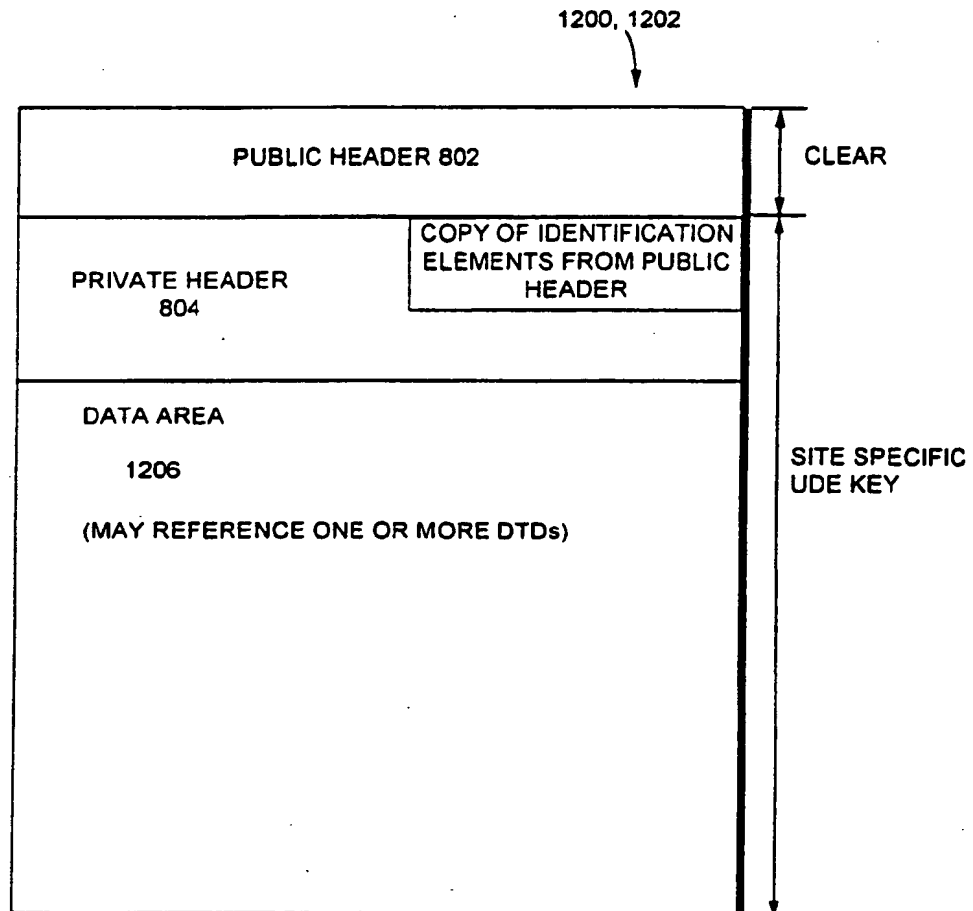 1200, 1202
PUBLIC HEADER 802
CLEAR
COPY OF IDENTIFICATION
ELEMENTS FROM PUBLIC
HEADER
PRIVATE HEADER
804
DATA AREA
1206
(MAY REFERENCE ONE OR MORE DTDs)
SITE SPECIFIC
UDE KEY